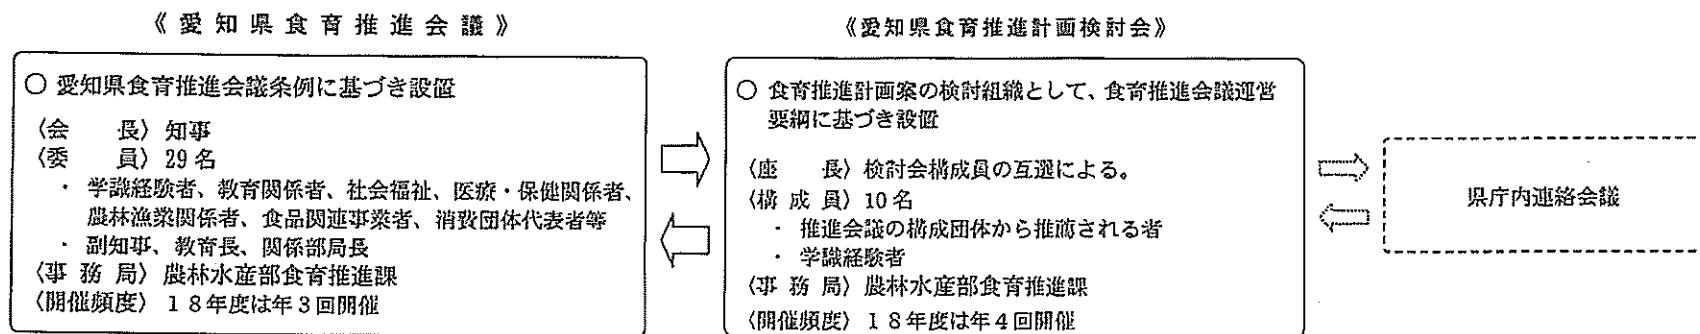 《愛知県食育推進会議》
○ 愛知県食育推進会議条例に基づき設置
〈会　　長〉知事
〈委　　員〉29名
・ 学識経験者、教育関係者、社会福祉、医療・保健関係者、
農林漁業関係者、食品関連事業者、消費団体代表者等
・ 副知事、教育長、関係部局長
〈事 務 局〉農林水産部食育推進課
〈開催頻度〉１８年度は年３回開催
《愛知県食育推進計画検討会》
○ 食育推進計画案の検討組織として、食育推進会議運営
要綱に基づき設置
〈座　　長〉検討会構成員の互選による。
〈構 成 員〉10名
・ 推進会議の構成団体から推薦される者
・ 学識経験者
〈事 務 局〉農林水産部食育推進課
〈開催頻度〉１８年度は年４回開催
県庁内連絡会議